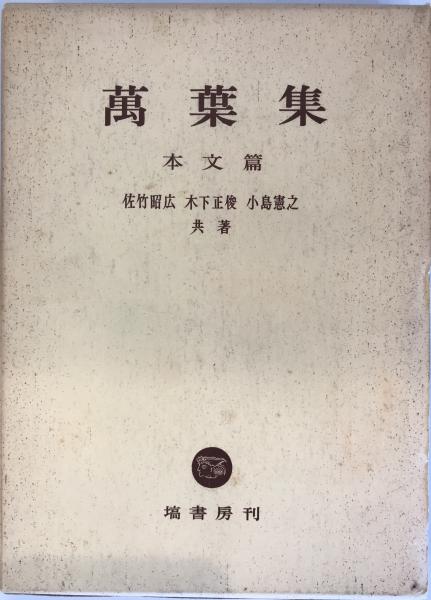 萬葉集
本文篇
佐竹昭広 木下正俊 小島憲之
共著
塙書房刊